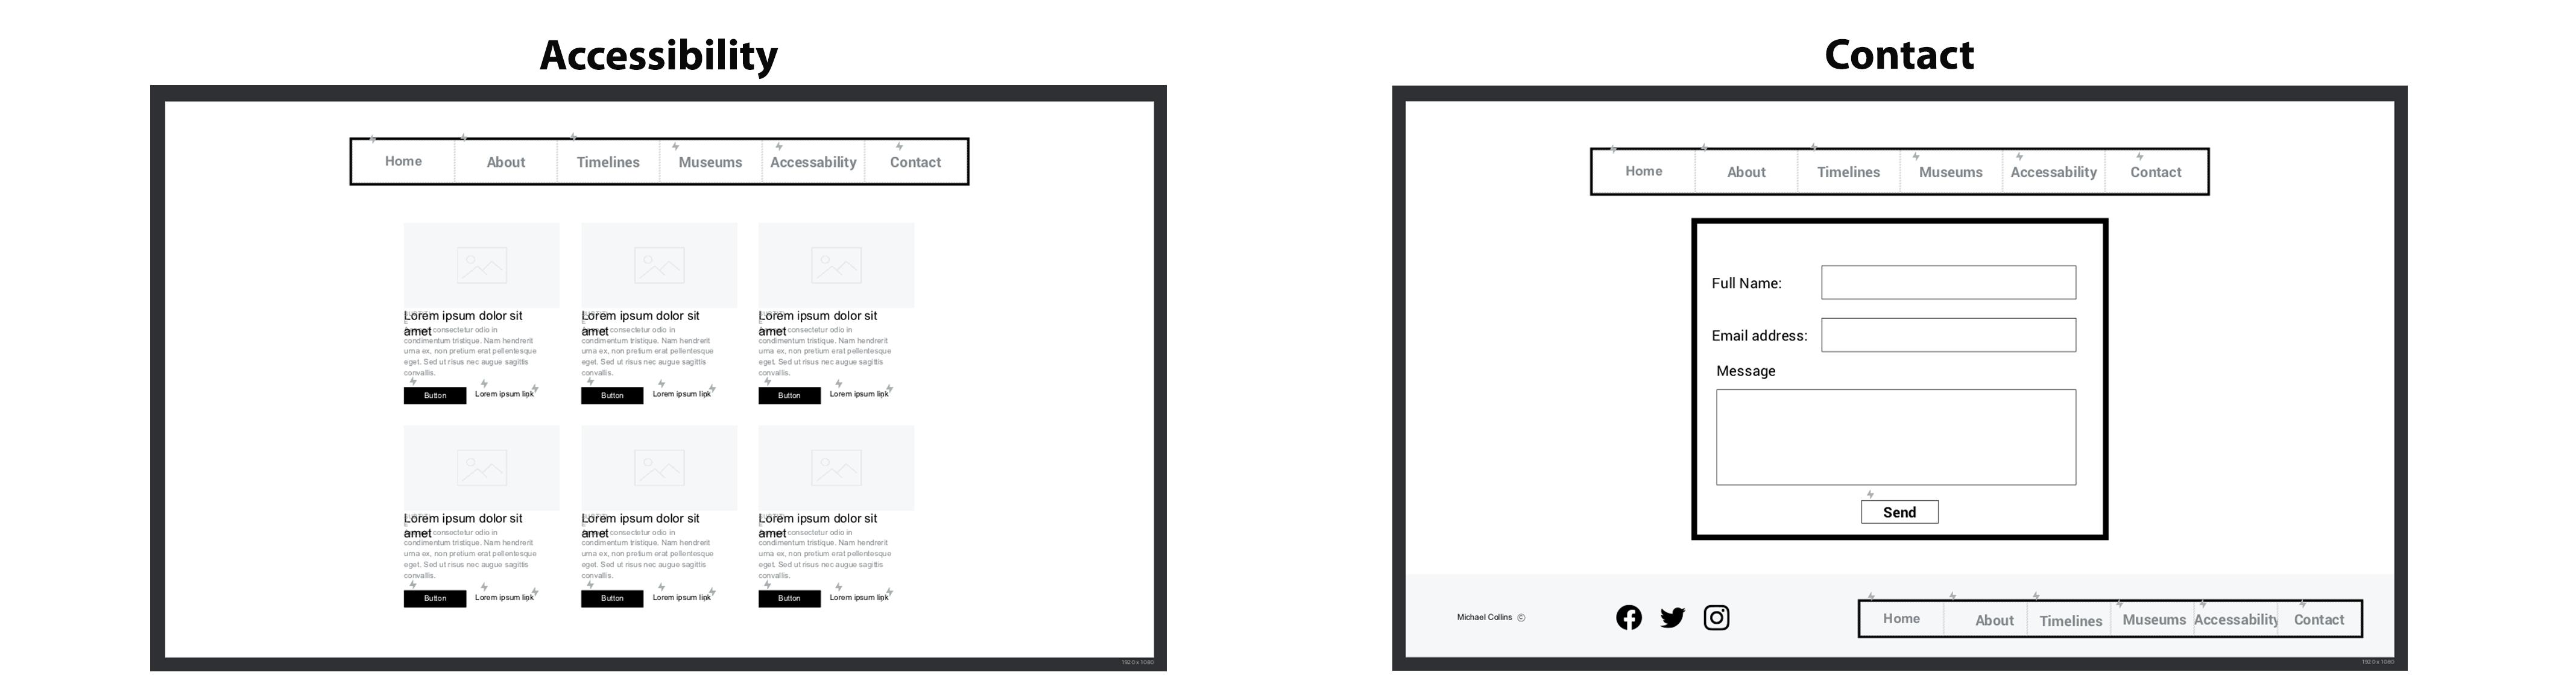 Accessibility
Home About Timelines Museums Accessability Contact
Lorem ipsum dolor sit Lorem ipsum dolor sit Lorem ipsum dolor sit
amet consectetur odio in amet consectetur odio in amet consectetur odio in
condimentum tristique. Nam hendrerit condimentum tristique. Nam hendrerit condimentum tristique. Nam hendrerit
urna ex, non pretium erat pellentesque urna ex, non pretium erat pellentesque urna ex, non pretium erat pellentesque
eget. Sed ut risus nec augue sagittis eget. Sed ut risus nec augue sagittis eget. Sed ut risus nec augue sagittis
convallis. convallis. convallis.
Button Lorem ipsum link Button Lorem ipsum link Button Lorem ipsum link
Lorem ipsum dolor sit Lorem ipsum dolor sit Lorem ipsum dolor sit
amet consectetur odio in amet consectetur odio in amet consectetur odio in
condimentum tristique. Nam hendrerit condimentum tristique. Nam hendrerit condimentum tristique. Nam hendrerit
urna ex, non pretium erat pellentesque urna ex, non pretium erat pellentesque urna ex, non pretium erat pellentesque
eget. Sed ut risus nec augue sagittis eget. Sed ut risus nec augue sagittis eget. Sed ut risus nec augue sagittis
convallis. convallis. convallis.
Button Lorem ipsum link Button Lorem ipsum link Button Lorem ipsum link
1920 x 1080
Contact
Home About Timelines Museums Accessability Contact
Full Name:
Email address:
Message
Send
Michael Collins © Home About Timelines Museums Accessability Contact
1920 x 1080